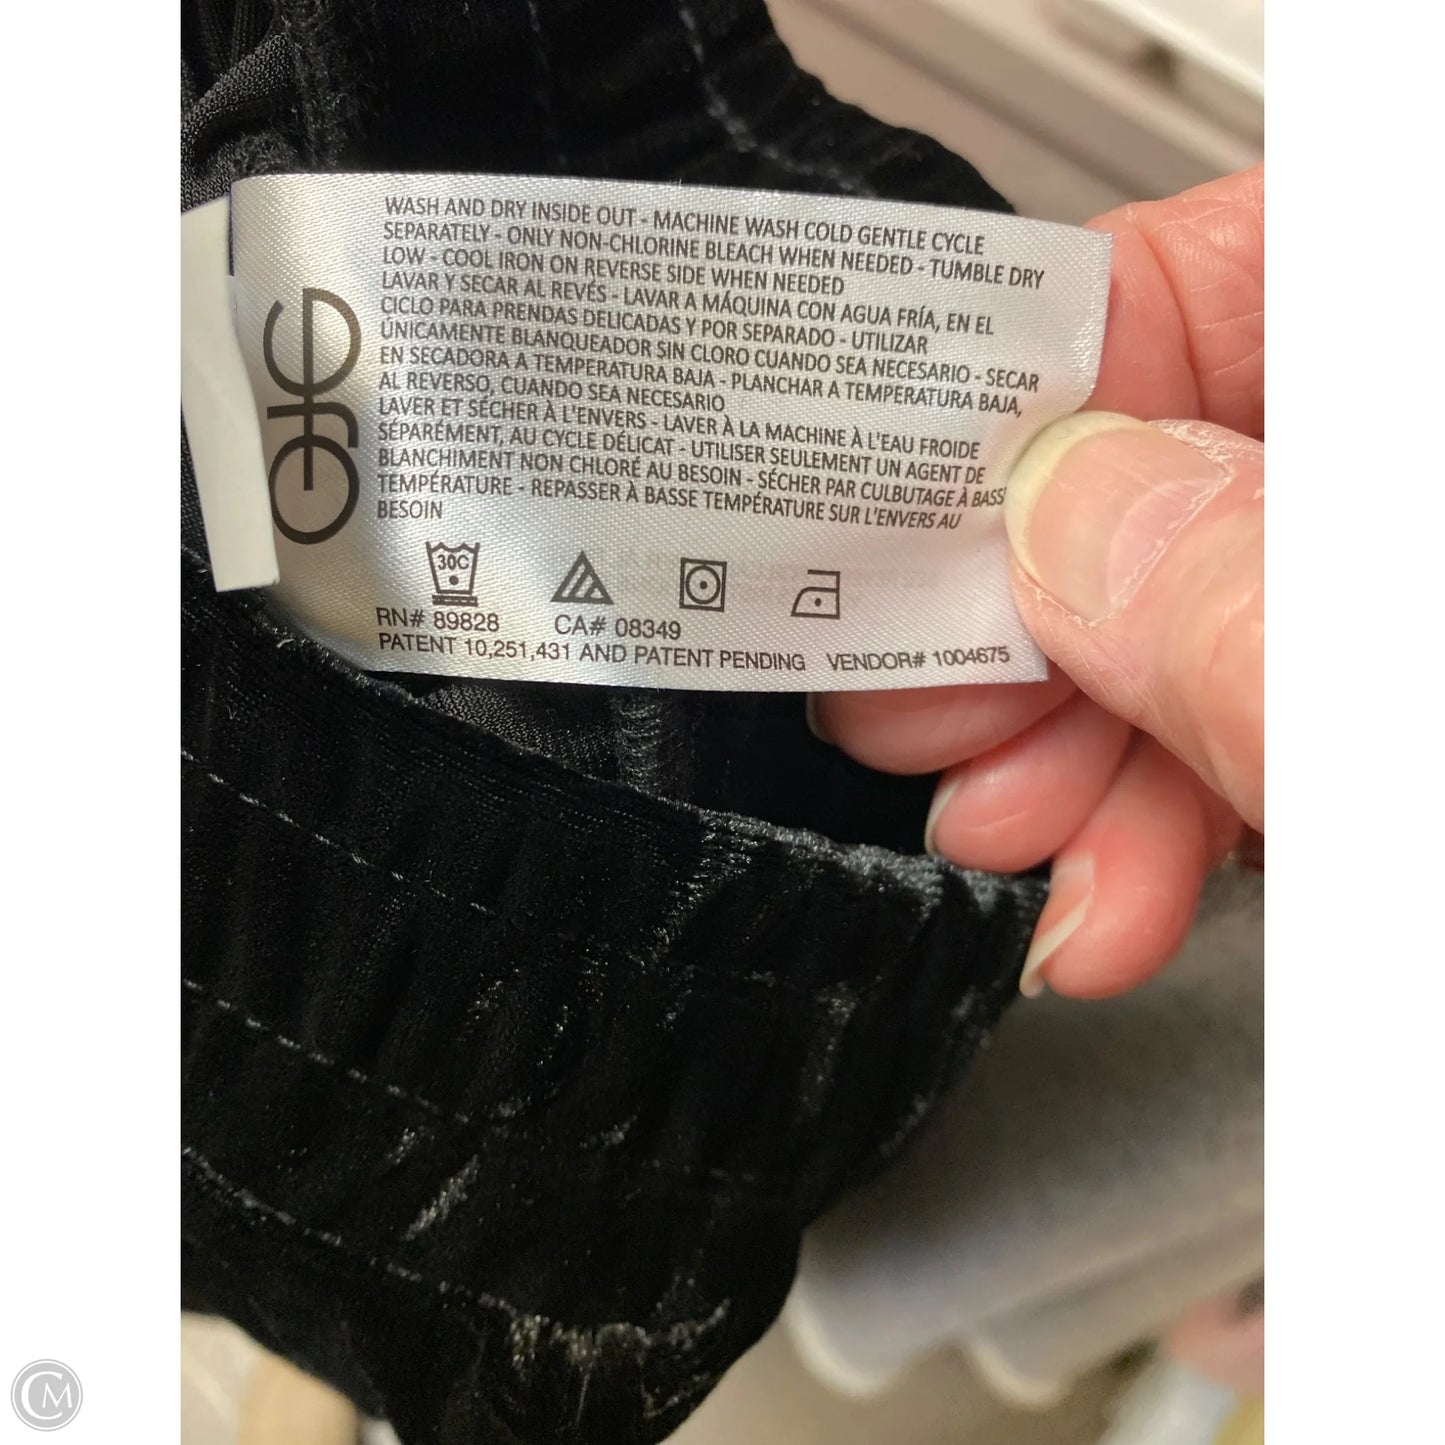 WASH AND DRY INSIDE OUT - MACHINE WASH COLD GENTLE CYCLE
SEPARATELY - ONLY NON-CHLORINE BLEACH WHEN NEEDED - TUMBLE DRY
LOW - COOL IRON ON REVERSE SIDE WHEN NEEDED
LAVAR Y SECAR AL REVÉS - LAVAR A MÁQUINA CON AGUA FRÍA, EN EL
CICLO PARA PRENDAS DELICADAS Y POR SEPARADO - UTILIZAR
ÚNICAMENTE BLANQUEADOR SIN CLORO CUANDO SEA NECESARIO - SECAR
EN SECADORA A TEMPERATURA BAJA - PLANCHAR A TEMPERATURA BAJA,
AL REVERSO, CUANDO SEA NECESARIO
LAVER ET SÉCHER À L'ENVERS - LAVER À LA MACHINE À L'EAU FROIDE
SÉPARÉMENT, AU CYCLE DÉLICAT - UTILISER SEULEMENT UN AGENT DE
BLANCHIMENT NON CHLORÉ AU BESOIN - SÉCHER PAR CULBUTAGE À BASS
TEMPÉRATURE - REPASSER À BASSE TEMPÉRATURE SUR L'ENVERS AU
BESOIN
30C
RN# 89828 CA# 08349
PATENT 10,251,431 AND PATENT PENDING VENDOR# 1004675
CM